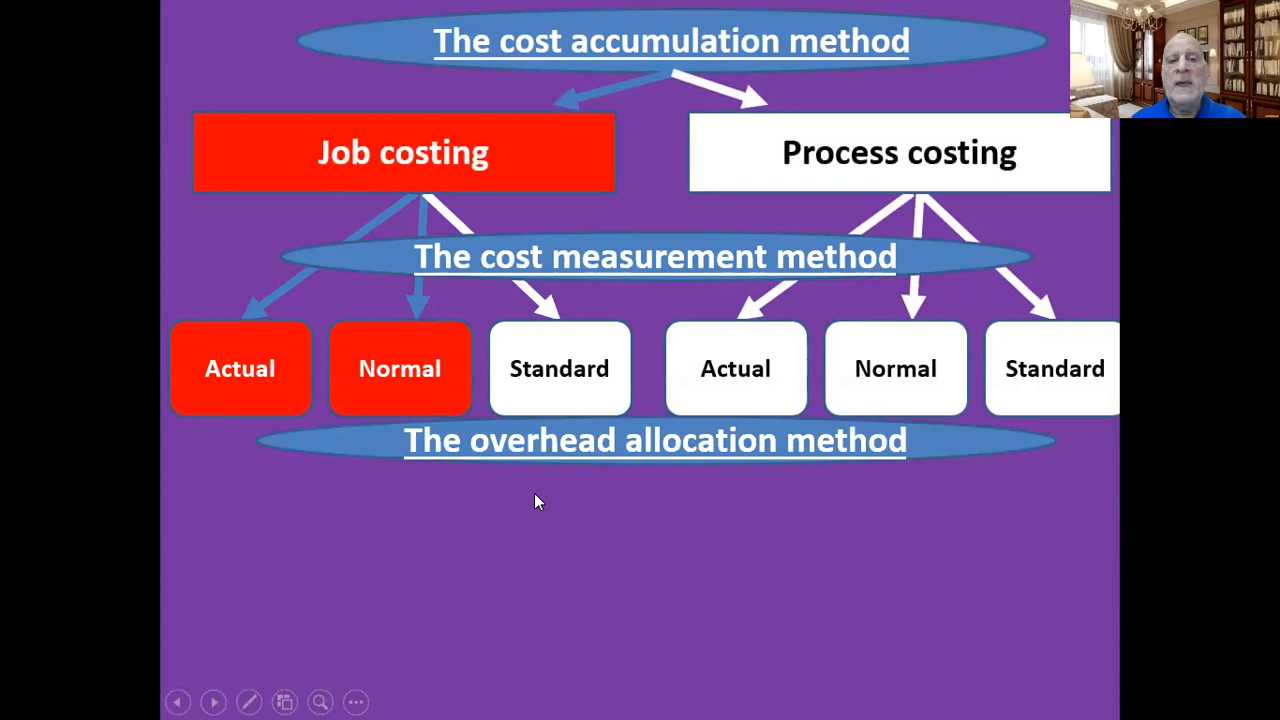 The cost accumulation method
Job costing
Process costing
The cost measurement method
Actual
Normal
Standard
Actual
Normal
Standard
The overhead allocation method